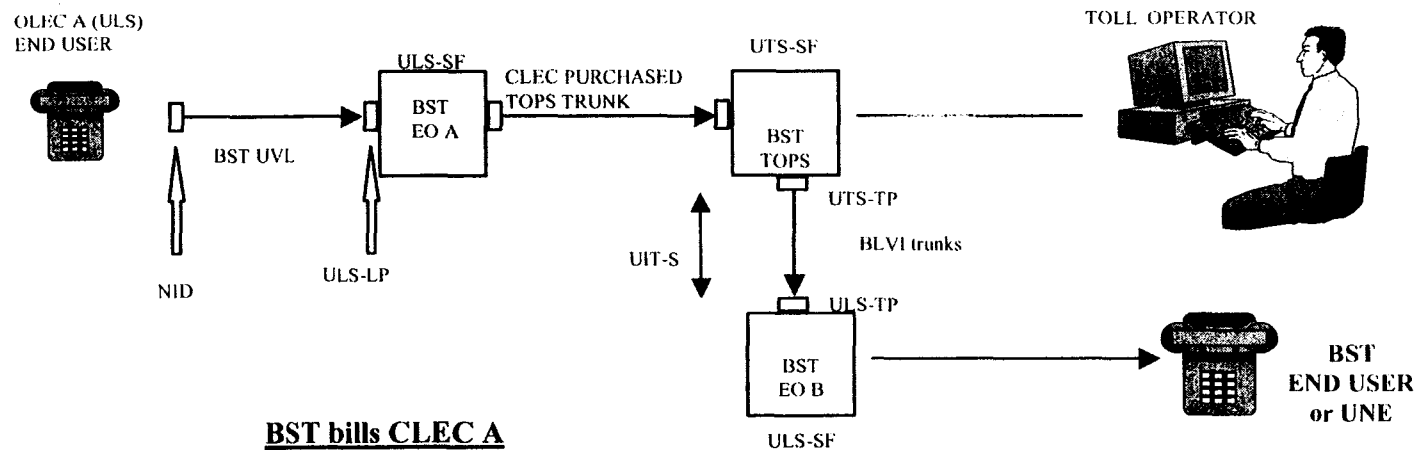 OLEC A (ULS)
END USER
TOLL OPERATOR
ULS-SF
UTS-SF
CLEC PURCHASED
TOPS TRUNK
BST
EO A
BST
TOPS
BST UVL
UTS-TP
BLVI trunks
UIT-S
NID
ULS-LP
ULS-TP
BST
EO B
BST
END USER
or UNE
BST bills CLEC A
ULS-SF